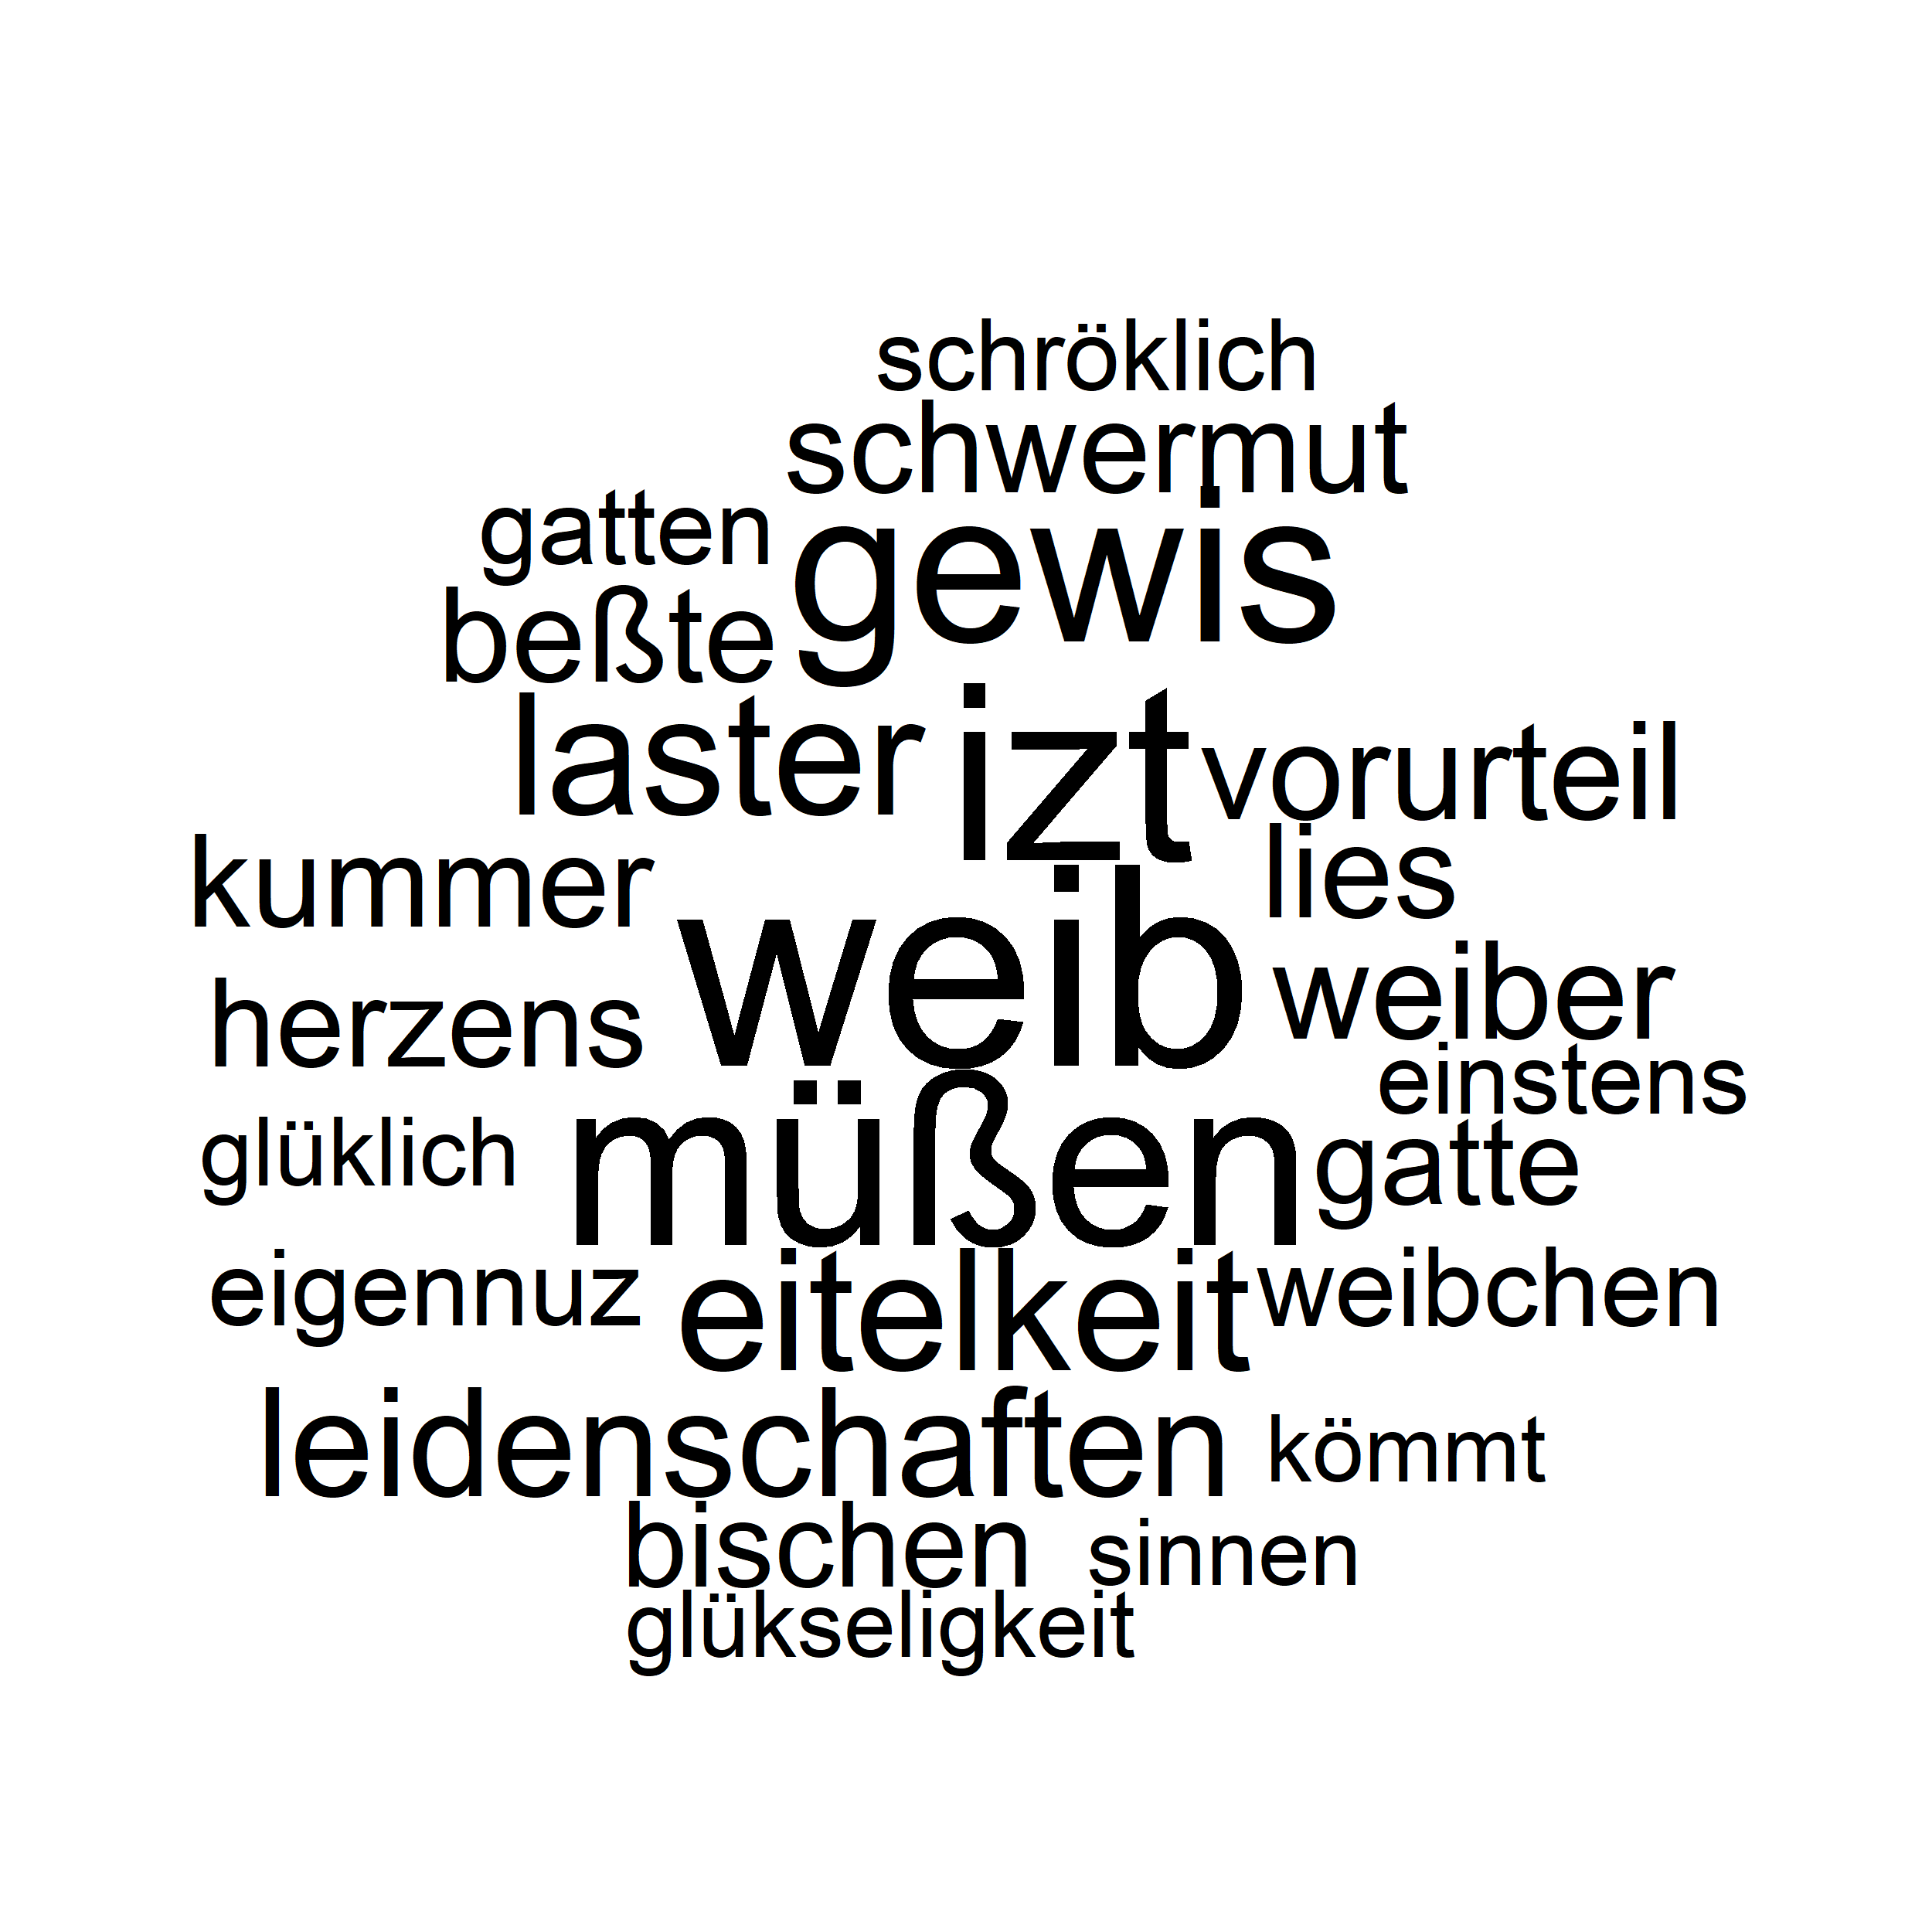 schröklich
schwermut
gatten gewis
beßte
laster izt vorurteil
kummer lies
herzens weib weiber
einstens
glüklich müßen gatte
eigennuz eitelkeit weibchen
leidenschaften kömmt
bischen sinnen
glükseligkeit